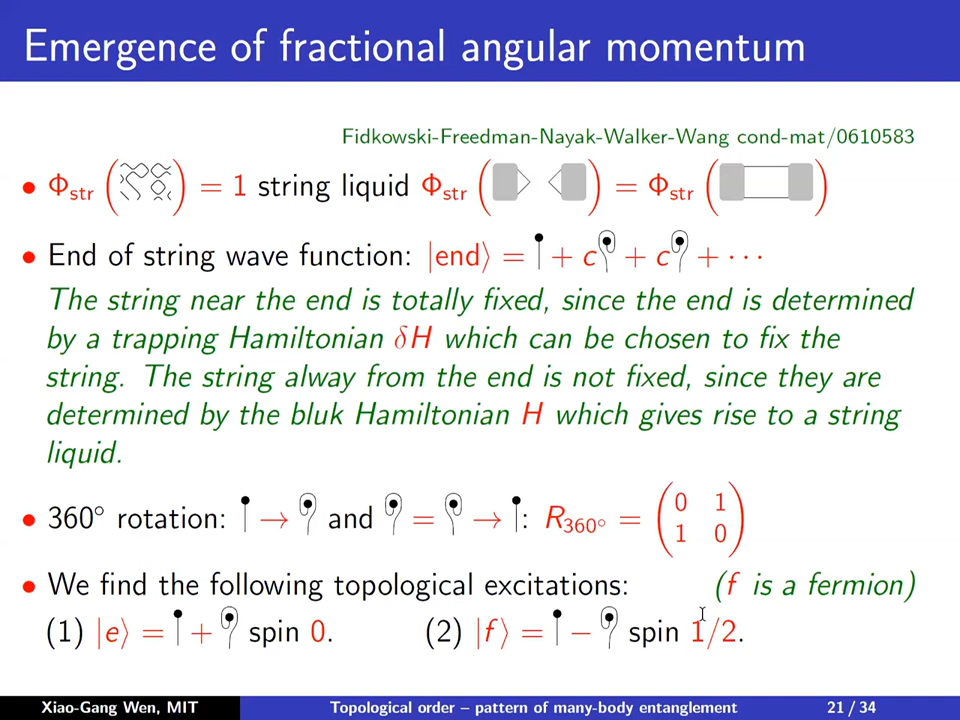 Emergence of fractional angular momentum
Fidkowski-Freedman-Nayak-Walker-Wang cond-mat/0610583
• Φstr ( ) = 1 string liquid Φstr ( ) = Φstr ( )
• End of string wave function: |end⟩ = + c + c + ···
The string near the end is totally fixed, since the end is determined
by a trapping Hamiltonian δH which can be chosen to fix the
string. The string alway from the end is not fixed, since they are
determined by the bluk Hamiltonian H which gives rise to a string
liquid.
• 360° rotation: → and = → : R360° = (0 1
1 0)
• We find the following topological excitations: (f is a fermion)
(1) |e⟩ = + spin 0. (2) |f⟩ = − spin 1/2.
Xiao-Gang Wen, MIT Topological order – pattern of many-body entanglement 21 / 34